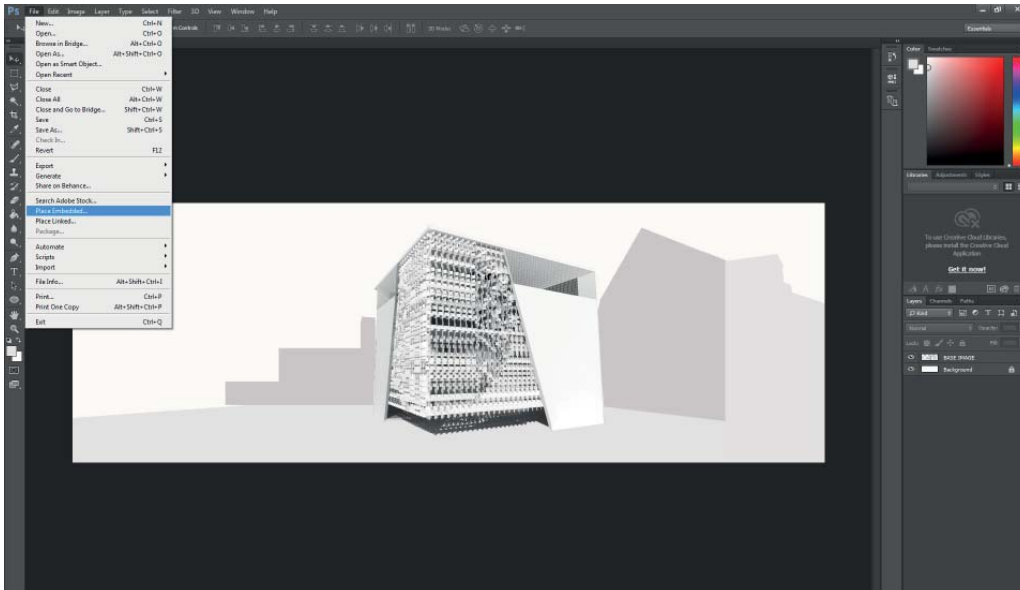 Ps File Edit Image Layer Type Select Filter 3D View Window Help
Essentials
New... Ctrl+N
Open... Ctrl+O
Browse in Bridge... Alt+Ctrl+O
Open As... Alt+Shift+Ctrl+O
Open as Smart Object...
Open Recent
Close Ctrl+W
Close All Alt+Ctrl+W
Close and Go to Bridge... Shift+Ctrl+W
Save Ctrl+S
Save As... Shift+Ctrl+S
Check In...
Revert F12
Export
Generate
Share on Behance...
Search Adobe Stock...
Place Embedded...
Place Linked...
Package...
Automate
Scripts
Import
File Info... Alt+Shift+Ctrl+I
Print... Ctrl+P
Print One Copy Alt+Shift+Ctrl+P
Exit Ctrl+Q
Color Swatches
Libraries Adjustments Styles
To use Creative Cloud Libraries,
please install the Creative Cloud
Application
Get it now!
Layers Channels Paths
Kind
Normal Opacity:
Lock:
BASE IMAGE
Background